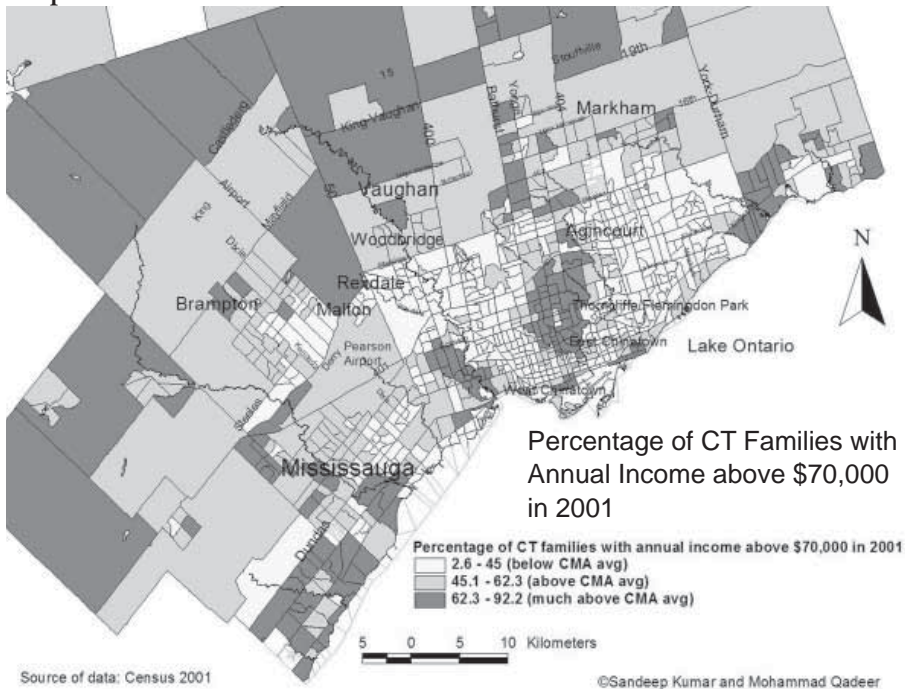 15
Stouffville
19th
Castlederg
King-Vaughan
400
Bathurst
Yonge
404
Markham
16th
York-Durham
50
Airport
Mayfield
King
Vaughan
Dixie
Woodbridge
Agincourt
N
Rexdale
Brampton
Malton
Thorncliffe/Flemingdon Park
Derry
Pearson
Airport
East Chinatown
Lake Ontario
West Chinatown
Steeles
Mississauga
Dundas
Percentage of CT Families with
Annual Income above $70,000
in 2001
Percentage of CT families with annual income above $70,000 in 2001
2.6 - 45 (below CMA avg)
45.1 - 62.3 (above CMA avg)
62.3 - 92.2 (much above CMA avg)
5 0 5 10 Kilometers
Source of data: Census 2001
©Sandeep Kumar and Mohammad Qadeer